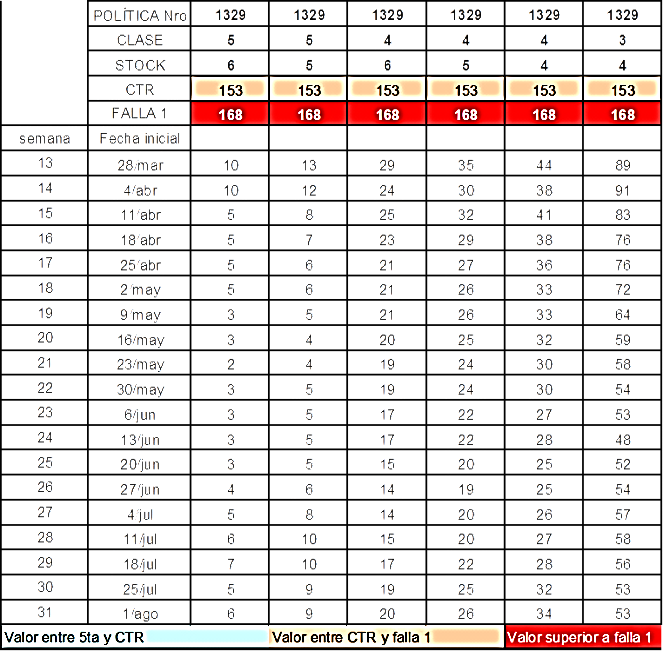 POLÍTICA Nro 1329 1329 1329 1329 1329 1329
CLASE 5 5 4 4 4 3
STOCK 6 5 6 5 4 4
CTR 153 153 153 153 153 153
FALLA 1 168 168 168 168 168 168
semana Fecha inicial
13 28/mar 10 13 29 35 44 89
14 4/abr 10 12 24 30 38 91
15 11/abr 5 8 25 32 41 83
16 18/abr 5 7 23 29 38 76
17 25/abr 5 6 21 27 36 76
18 2/may 5 6 21 26 33 72
19 9/may 3 5 21 26 33 64
20 16/may 3 4 20 25 32 59
21 23/may 2 4 19 24 30 58
22 30/may 3 5 19 24 30 54
23 6/jun 3 5 17 22 27 53
24 13/jun 3 5 17 22 28 48
25 20/jun 3 5 15 20 25 52
26 27/jun 4 6 14 19 25 54
27 4/jul 5 8 14 20 26 57
28 11/jul 6 10 15 20 27 58
29 18/jul 7 10 17 22 28 56
30 25/jul 5 9 19 25 32 53
31 1/ago 6 9 20 26 34 53
Valor entre 5ta y CTR Valor entre CTR y falla 1 Valor superior a falla 1